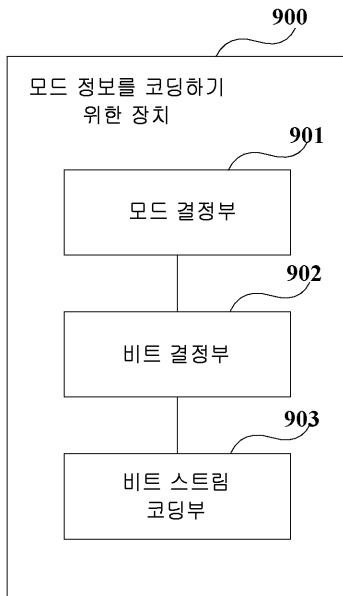 900
모드 정보를 코딩하기
위한 장치
901
모드 결정부
902
비트 결정부
903
비트 스트림
코딩부